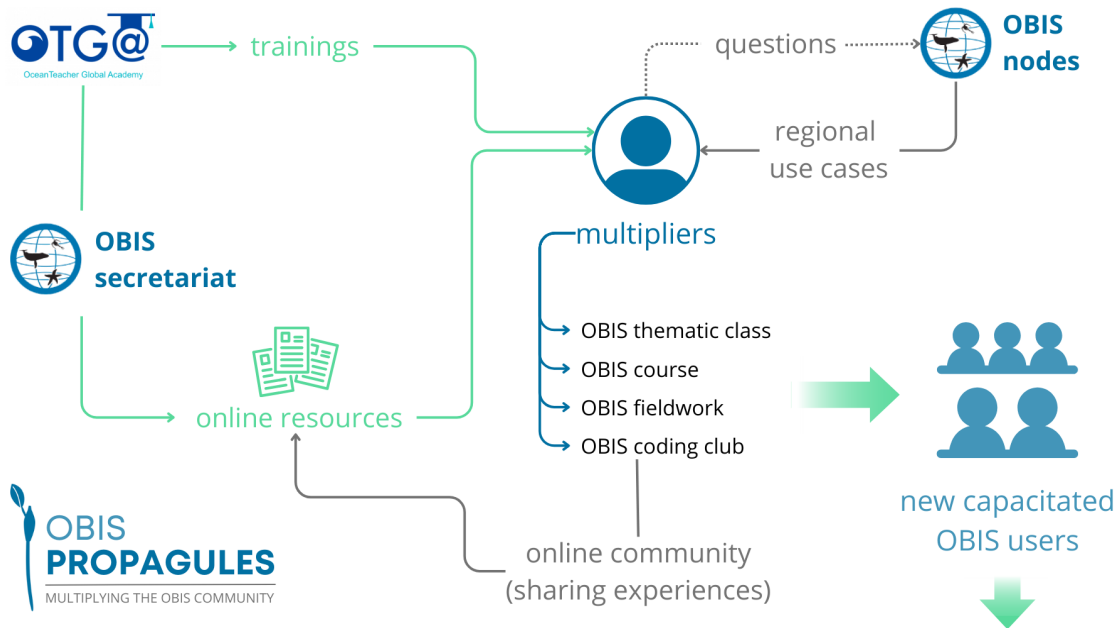 OTG@
OceanTeacher Global Academy
trainings
questions
OBIS
nodes
regional
use cases
multipliers
OBIS
secretariat
OBIS thematic class
OBIS course
OBIS fieldwork
OBIS coding club
online resources
new capacitated
OBIS users
online community
(sharing experiences)
OBIS
PROPAGULES
MULTIPLYING THE OBIS COMMUNITY